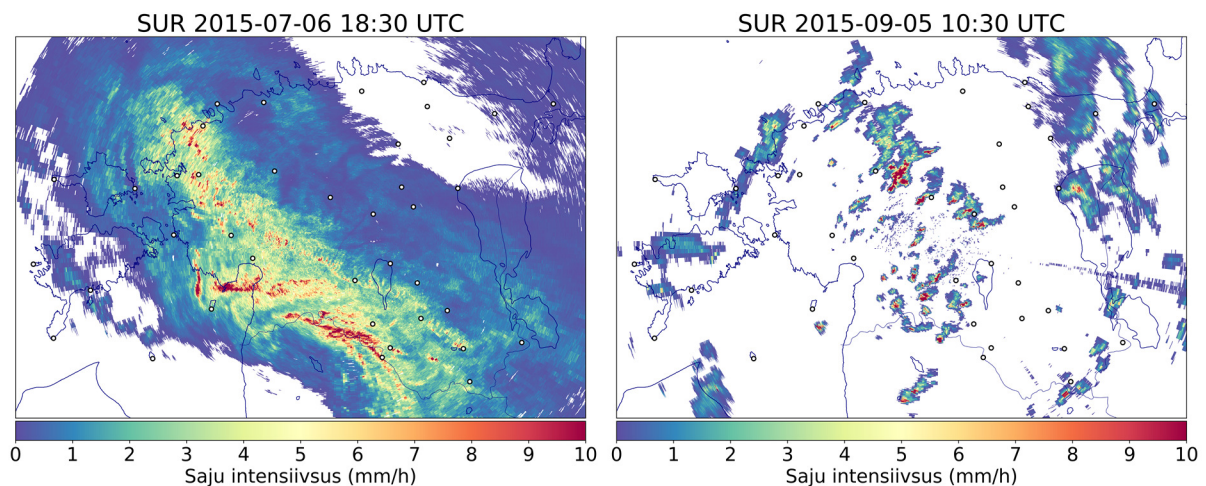 SUR 2015-07-06 18:30 UTC
SUR 2015-09-05 10:30 UTC
0 1 2 3 4 5 6 7 8 9 10
Saju intensiivsus (mm/h)
0 1 2 3 4 5 6 7 8 9 10
Saju intensiivsus (mm/h)